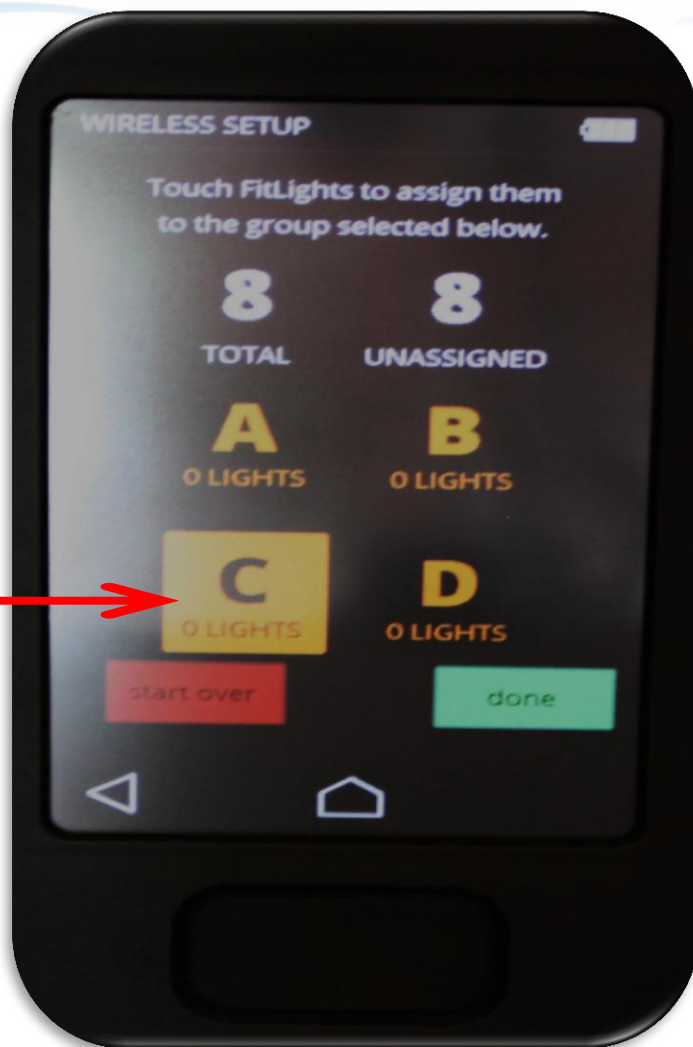 WIRELESS SETUP
Touch FitLights to assign them
to the group selected below.
8 8
TOTAL UNASSIGNED
A B
0 LIGHTS 0 LIGHTS
C D
0 LIGHTS 0 LIGHTS
start over done